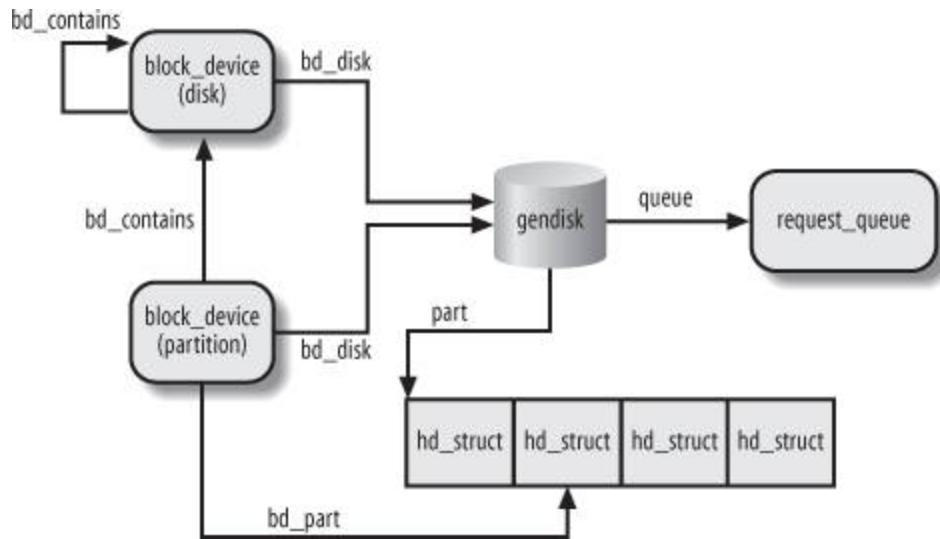 bd_contains
block_device
(disk)
bd_disk
bd_contains
gendisk
queue
request_queue
block_device
(partition)
bd_disk
part
hd_struct
hd_struct
hd_struct
hd_struct
bd_part